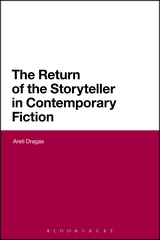 The Return
of the Storyteller
in Contemporary
Fiction
Areti Dragas
BLOOMSBURY